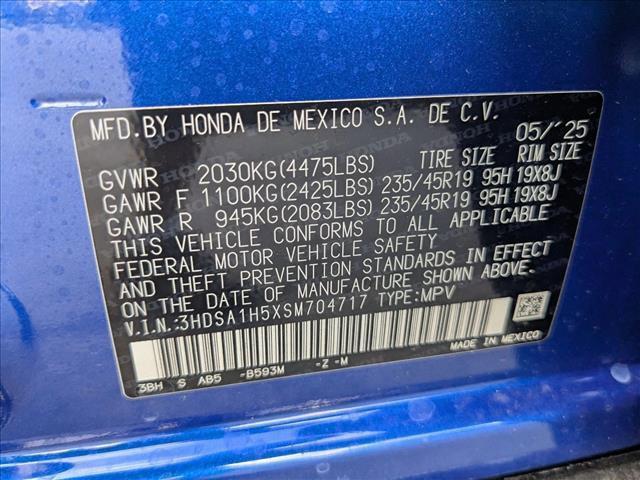 MFD.BY HONDA DE MEXICO S.A. DE C.V. 05/'25
GVWR 2030KG(4475LBS) TIRE SIZE RIM SIZE
GAWR F 1100KG(2425LBS) 235/45R19 95H 19X8J
GAWR R 945KG(2083LBS) 235/45R19 95H 19X8J
THIS VEHICLE CONFORMS TO ALL APPLICABLE
FEDERAL MOTOR VEHICLE SAFETY
AND THEFT PREVENTION STANDARDS IN EFFECT
ON THE DATE OF MANUFACTURE SHOWN ABOVE.
V.I.N.:3HDSA1H5XSM704717 TYPE:MPV
3BH S AB5 -B593M -Z -M
MADE IN MEXICO